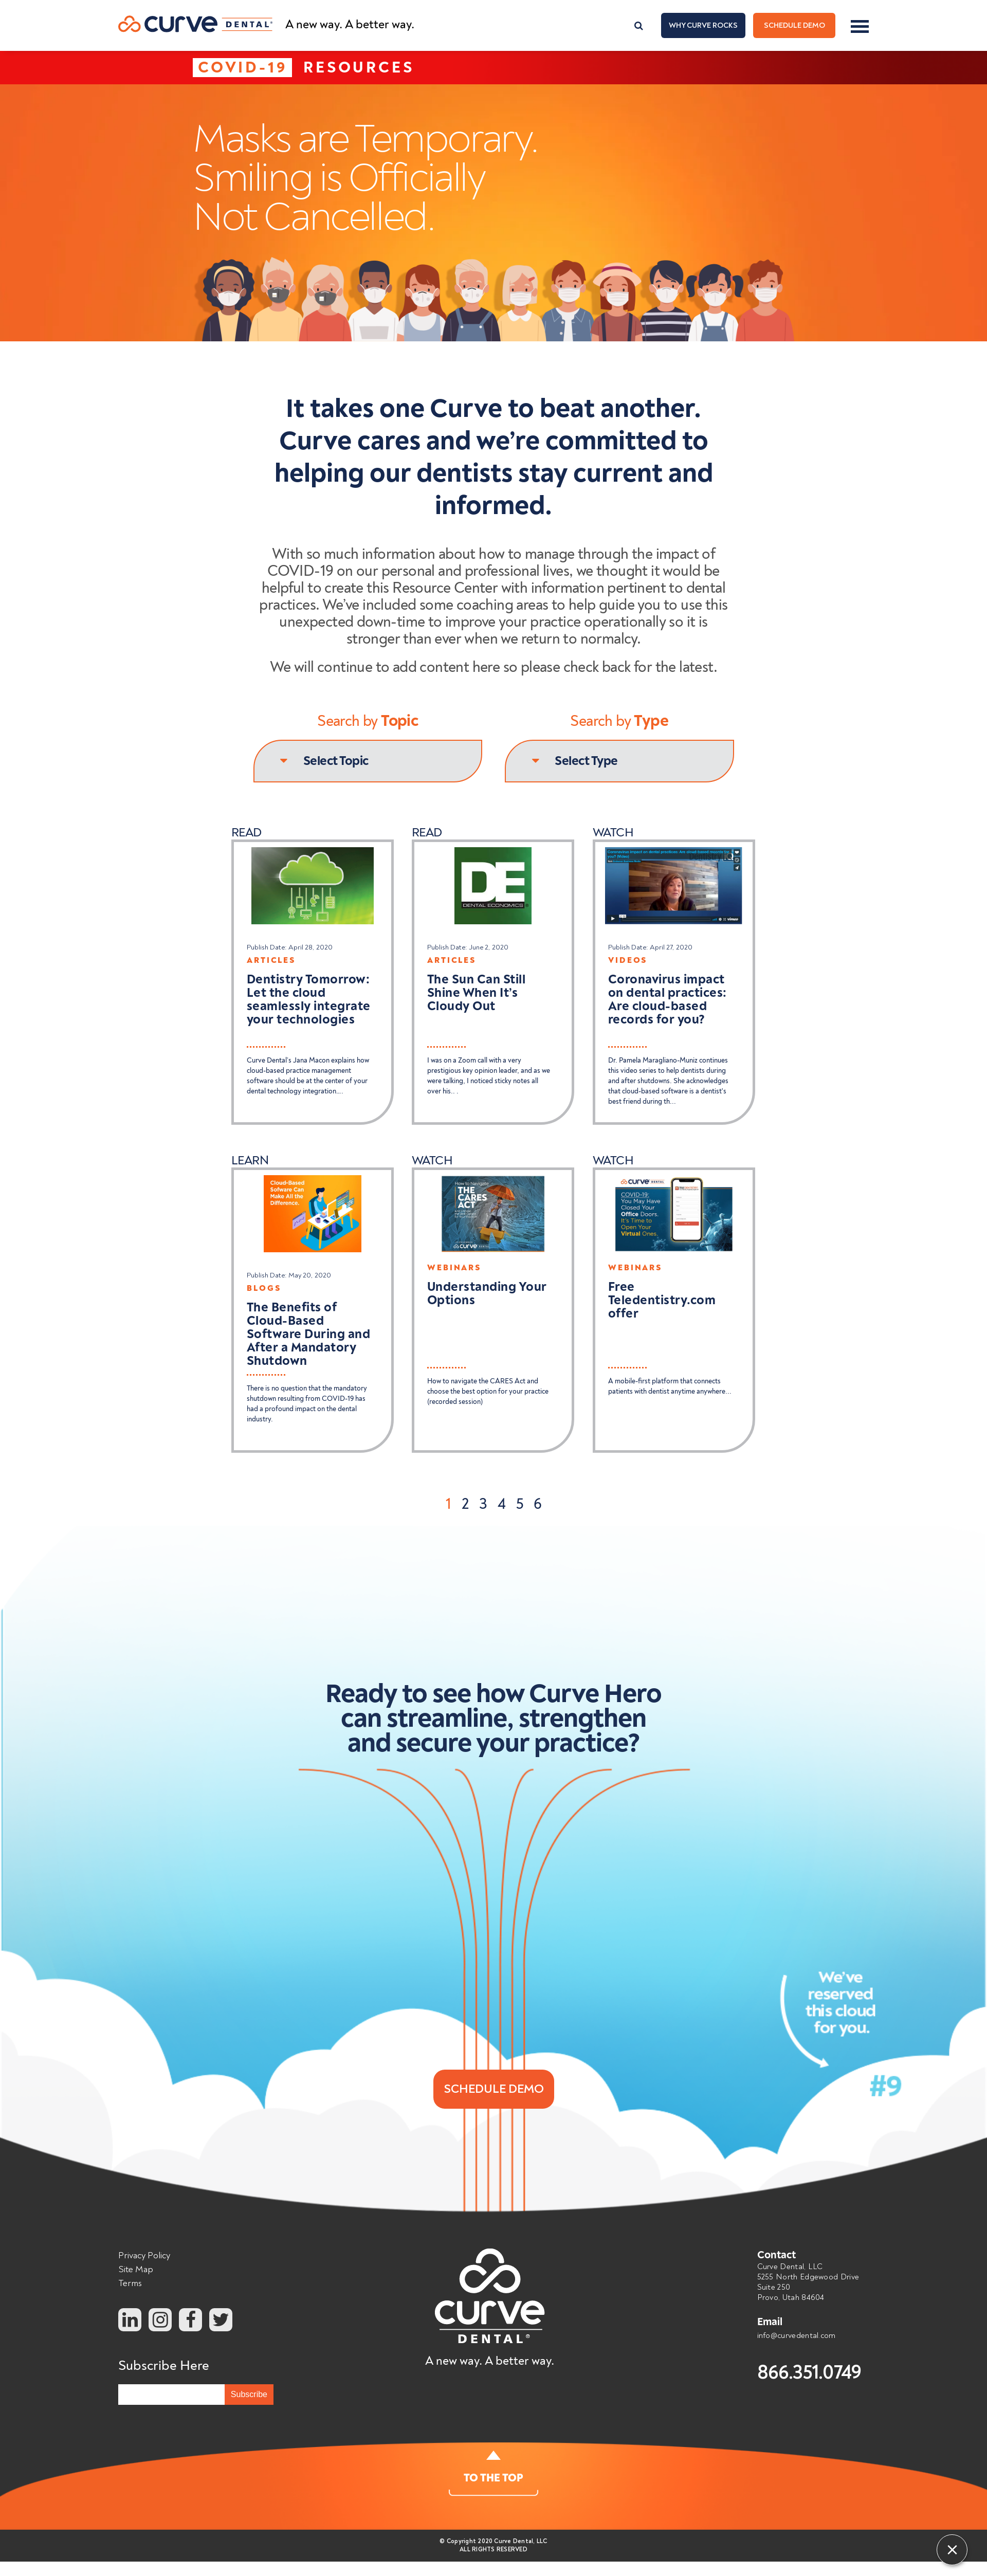 curve
DENTAL®
A new way. A better way.
WHY CURVE ROCKS
SCHEDULE DEMO
COVID-19 RESOURCES
Masks are Temporary.
Smiling is Officially
Not Cancelled.
It takes one Curve to beat another.
Curve cares and we’re committed to
helping our dentists stay current and
informed.
With so much information about how to manage through the impact of
COVID-19 on our personal and professional lives, we thought it would be
helpful to create this Resource Center with information pertinent to dental
practices. We’ve included some coaching areas to help guide you to use this
unexpected down-time to improve your practice operationally so it is
stronger than ever when we return to normalcy.
We will continue to add content here so please check back for the latest.
Search by Topic
Select Topic
Search by Type
Select Type
READ
Publish Date: April 28, 2020
ARTICLES
Dentistry Tomorrow:
Let the cloud
seamlessly integrate
your technologies
Curve Dental’s Jana Macon explains how
cloud-based practice management
software should be at the center of your
dental technology integration....
READ
DE
DENTAL ECONOMICS
Publish Date: June 2, 2020
ARTICLES
The Sun Can Still
Shine When It’s
Cloudy Out
I was on a Zoom call with a very
prestigious key opinion leader, and as we
were talking, I noticed sticky notes all
over his. . .
WATCH
Publish Date: April 27, 2020
VIDEOS
Coronavirus impact
on dental practices:
Are cloud-based
records for you?
Dr. Pamela Maragliano-Muniz continues
this video series to help dentists during
and after shutdowns. She acknowledges
that cloud-based software is a dentist’s
best friend during th...
LEARN
Cloud-Based
Sofware Can
Make All the
Difference.
Publish Date: May 20, 2020
BLOGS
The Benefits of
Cloud-Based
Software During and
After a Mandatory
Shutdown
There is no question that the mandatory
shutdown resulting from COVID-19 has
had a profound impact on the dental
industry.
WATCH
THE
CARES
ACT
curve
WEBINARS
Understanding Your
Options
How to navigate the CARES Act and
choose the best option for your practice
(recorded session)
WATCH
curve DENTAL
COVID-19:
You May Have
Closed Your
Office Doors.
It’s Time to
Open Your
Virtual Ones.
WEBINARS
Free
Teledentistry.com
offer
A mobile-first platform that connects
patients with dentist anytime anywhere...
1 2 3 4 5 6
Ready to see how Curve Hero
can streamline, strengthen
and secure your practice?
We’ve
reserved
this cloud
for you.
#9
SCHEDULE DEMO
Privacy Policy
Site Map
Terms
Subscribe Here
Subscribe
curve
DENTAL®
A new way. A better way.
Contact
Curve Dental, LLC
5255 North Edgewood Drive
Suite 250
Provo, Utah 84604
Email
info@curvedental.com
866.351.0749
TO THE TOP
© Copyright 2020 Curve Dental, LLC
ALL RIGHTS RESERVED